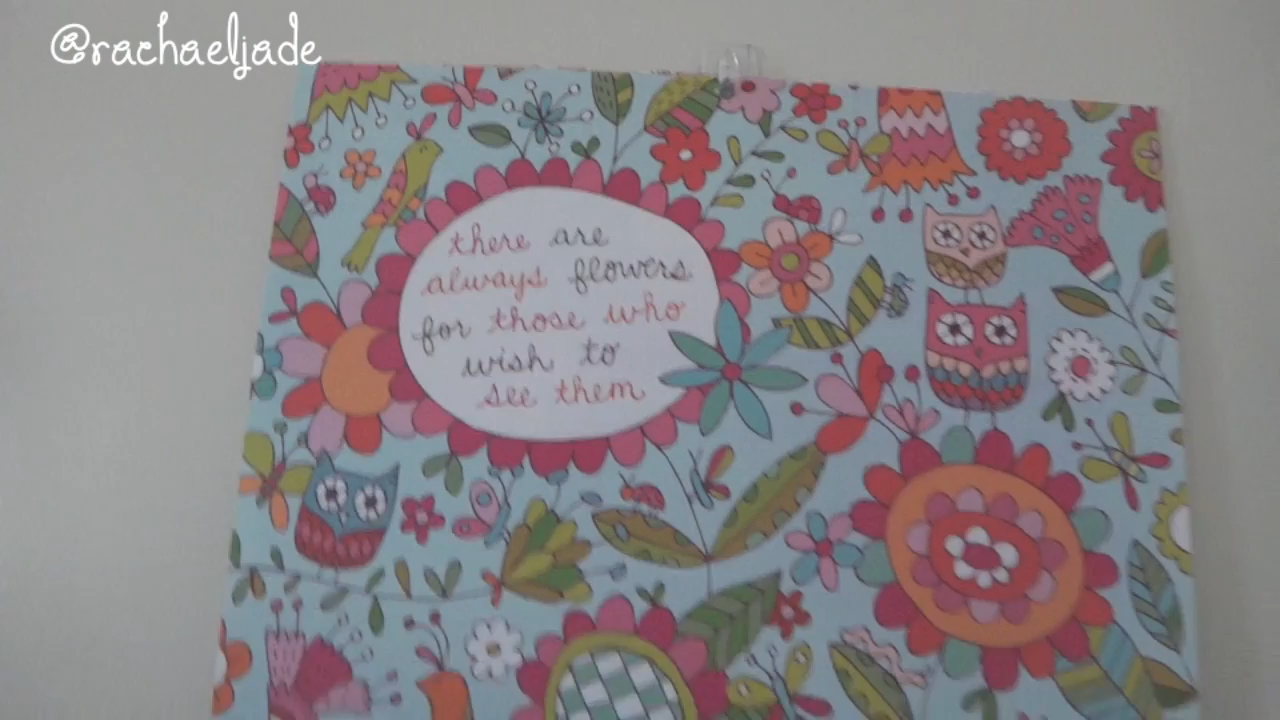 @rachaeljade
there are
always flowers
for those who
wish to
see them